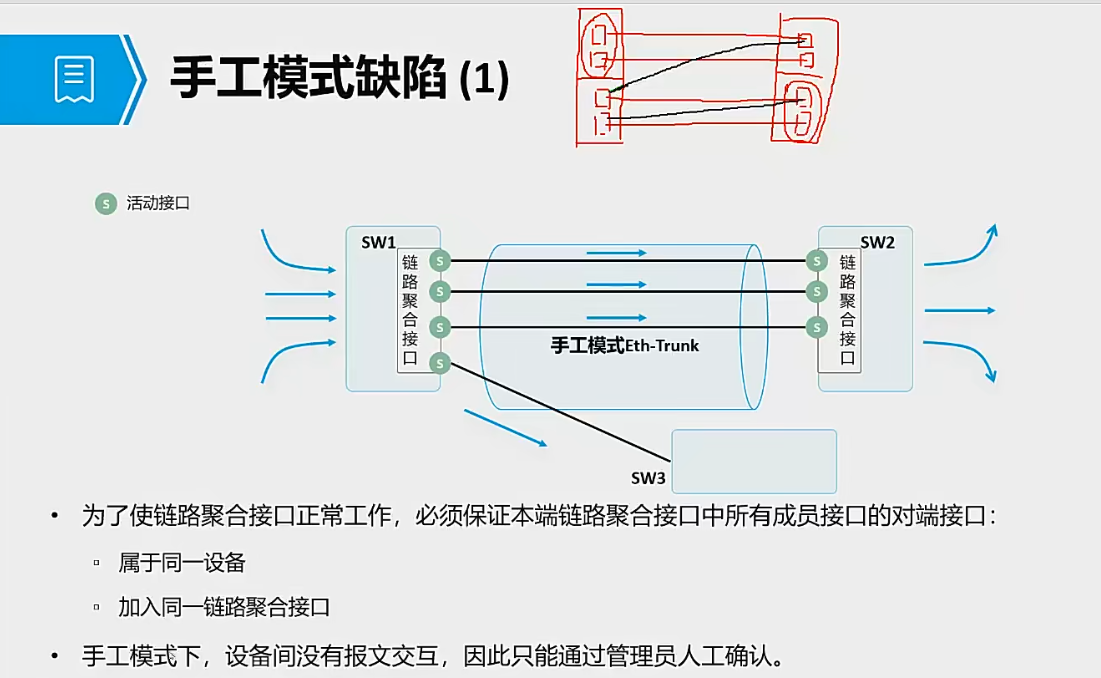 手工模式缺陷 (1)
S 活动接口
SW1
SW2
链路聚合接口
链路聚合接口
S
S
S
S
S
S
S
手工模式Eth-Trunk
SW3
• 为了使链路聚合接口正常工作，必须保证本端链路聚合接口中所有成员接口的对端接口：
▫ 属于同一设备
▫ 加入同一链路聚合接口
• 手工模式下，设备间没有报文交互，因此只能通过管理员人工确认。